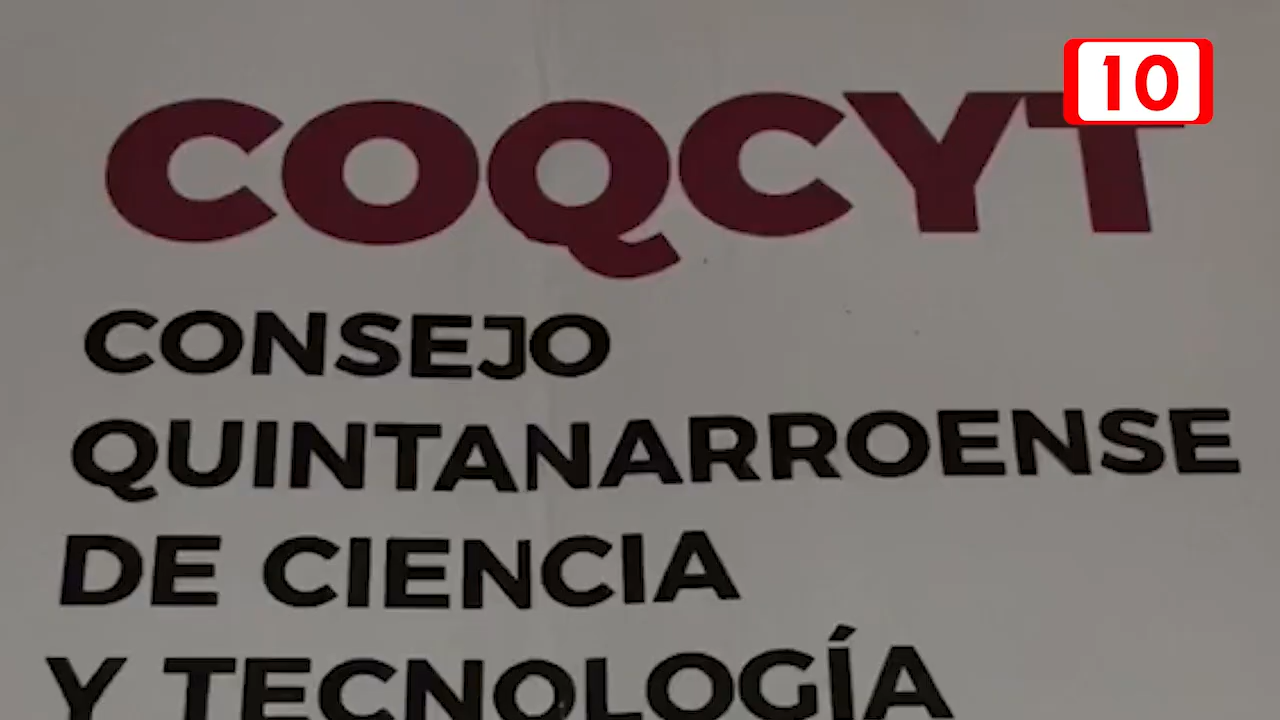 10
COQCYT
CONSEJO
QUINTANARROENSE
DE CIENCIA
Y TECNOLOGÍA